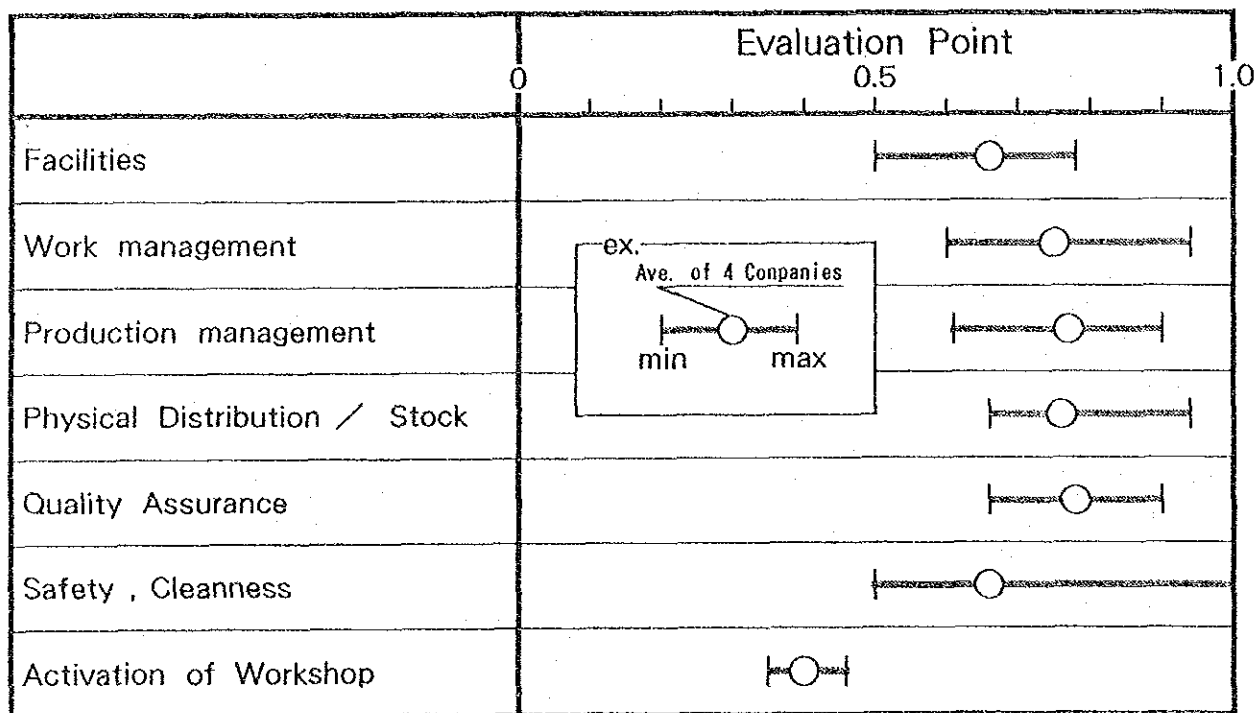 Evaluation Point
0 0.5 1.0
Facilities
Work management
ex.
Ave. of 4 Conpanies
Production management
min max
Physical Distribution / Stock
Quality Assurance
Safety , Cleanness
Activation of Workshop